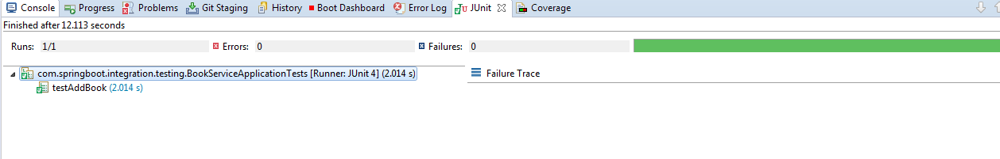 Console Progress Problems Git Staging History Boot Dashboard Error Log JUnit Coverage
Finished after 12.113 seconds
Runs: 1/1 Errors: 0 Failures: 0
com.springboot.integration.testing.BookServiceApplicationTests [Runner: JUnit 4] (2.014 s) Failure Trace
testAddBook (2.014 s)